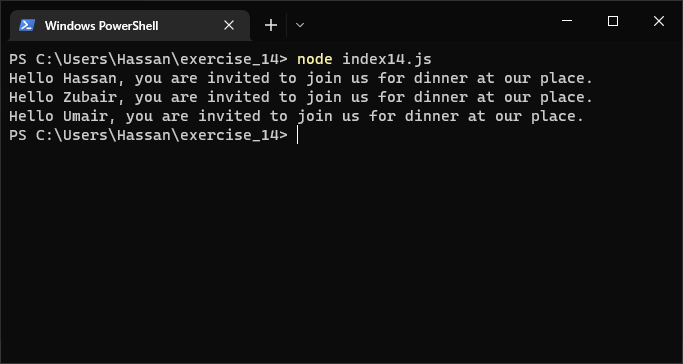 Windows PowerShell
PS C:\Users\Hassan\exercise_14> node index14.js
Hello Hassan, you are invited to join us for dinner at our place.
Hello Zubair, you are invited to join us for dinner at our place.
Hello Umair, you are invited to join us for dinner at our place.
PS C:\Users\Hassan\exercise_14>